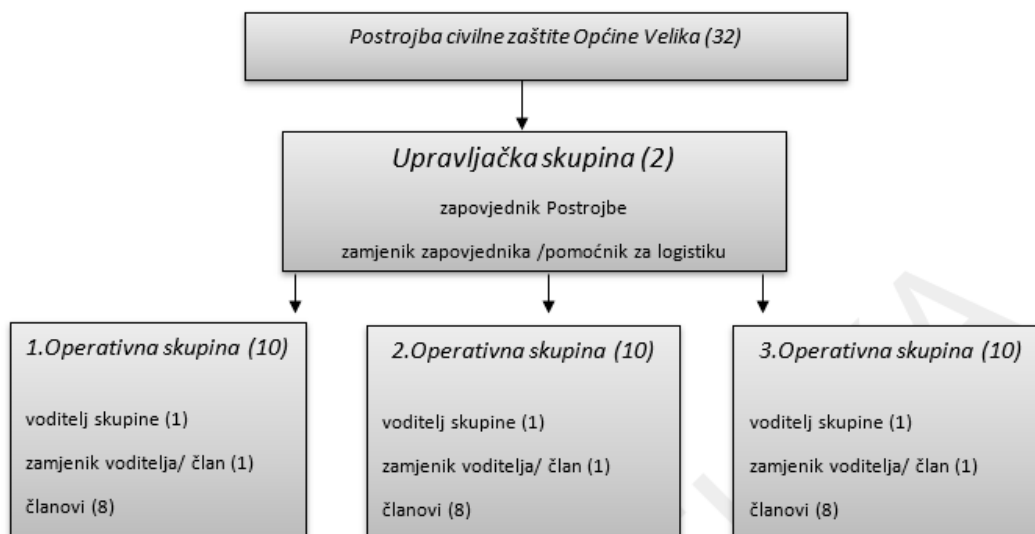 Postrojba civilne zaštite Općine Velika (32)
Upravljačka skupina (2)
zapovjednik Postrojbe
zamjenik zapovjednika /pomoćnik za logistiku
1.Operativna skupina (10)
voditelj skupine (1)
zamjenik voditelja/ član (1)
članovi (8)
2.Operativna skupina (10)
voditelj skupine (1)
zamjenik voditelja/ član (1)
članovi (8)
3.Operativna skupina (10)
voditelj skupine (1)
zamjenik voditelja/ član (1)
članovi (8)